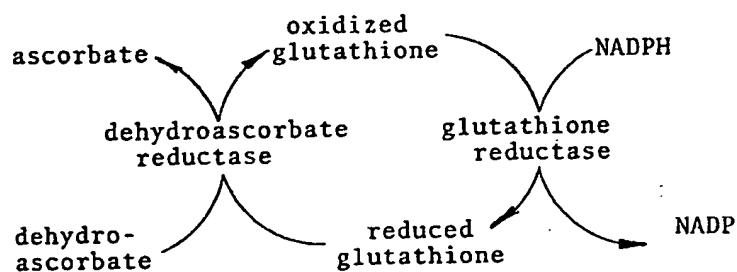 oxidized
glutathione
ascorbate
NADPH
dehydroascorbate
reductase
glutathione
reductase
dehydro-
ascorbate
reduced
glutathione
NADP